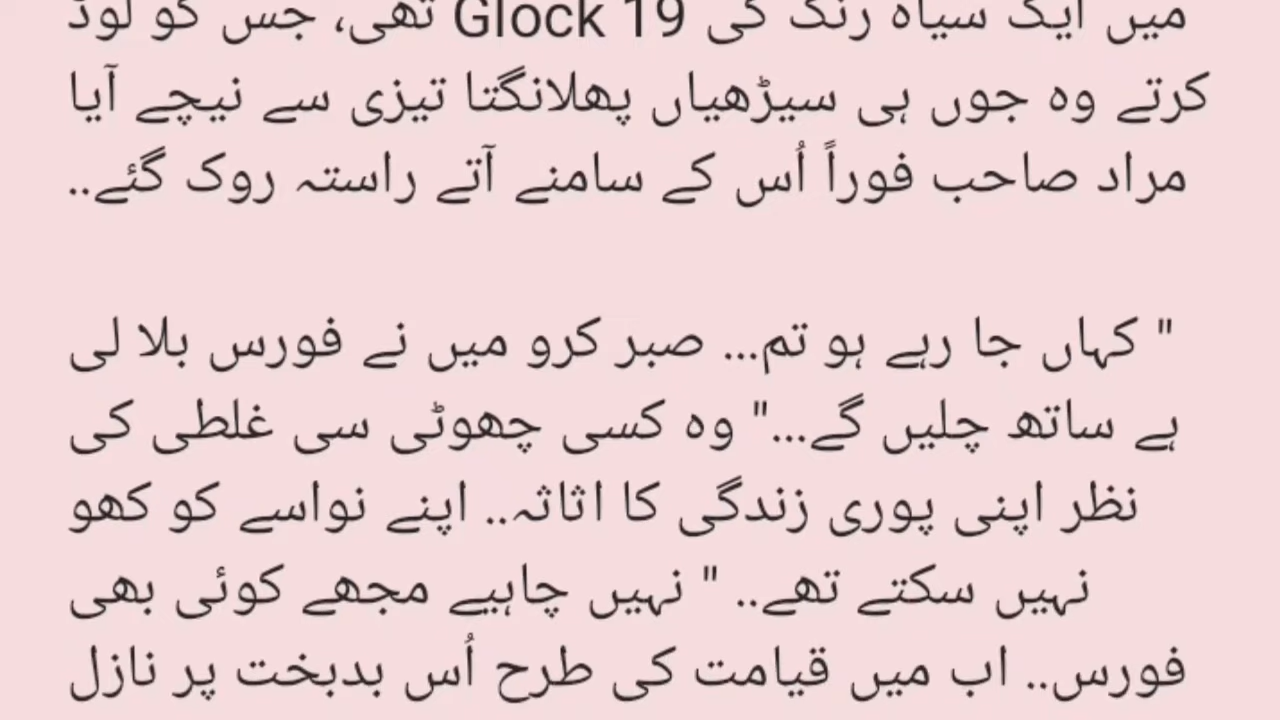 میں ایک سیاہ رنگ کی Glock 19 تھی، جس کو لوڈ
کرتے وہ جوں ہی سیڑھیاں پھلانگتا تیزی سے نیچے آیا
مراد صاحب فوراً اُس کے سامنے آتے راستہ روک گئے..
" کہاں جا رہے ہو تم... صبر کرو میں نے فورس بلا لی
ہے ساتھ چلیں گے..." وہ کسی چھوٹی سی غلطی کی
نظر اپنی پوری زندگی کا اثاثہ.. اپنے نواسے کو کھو
نہیں سکتے تھے.. " نہیں چاہیے مجھے کوئی بھی
فورس.. اب میں قیامت کی طرح اُس بدبخت پر نازل